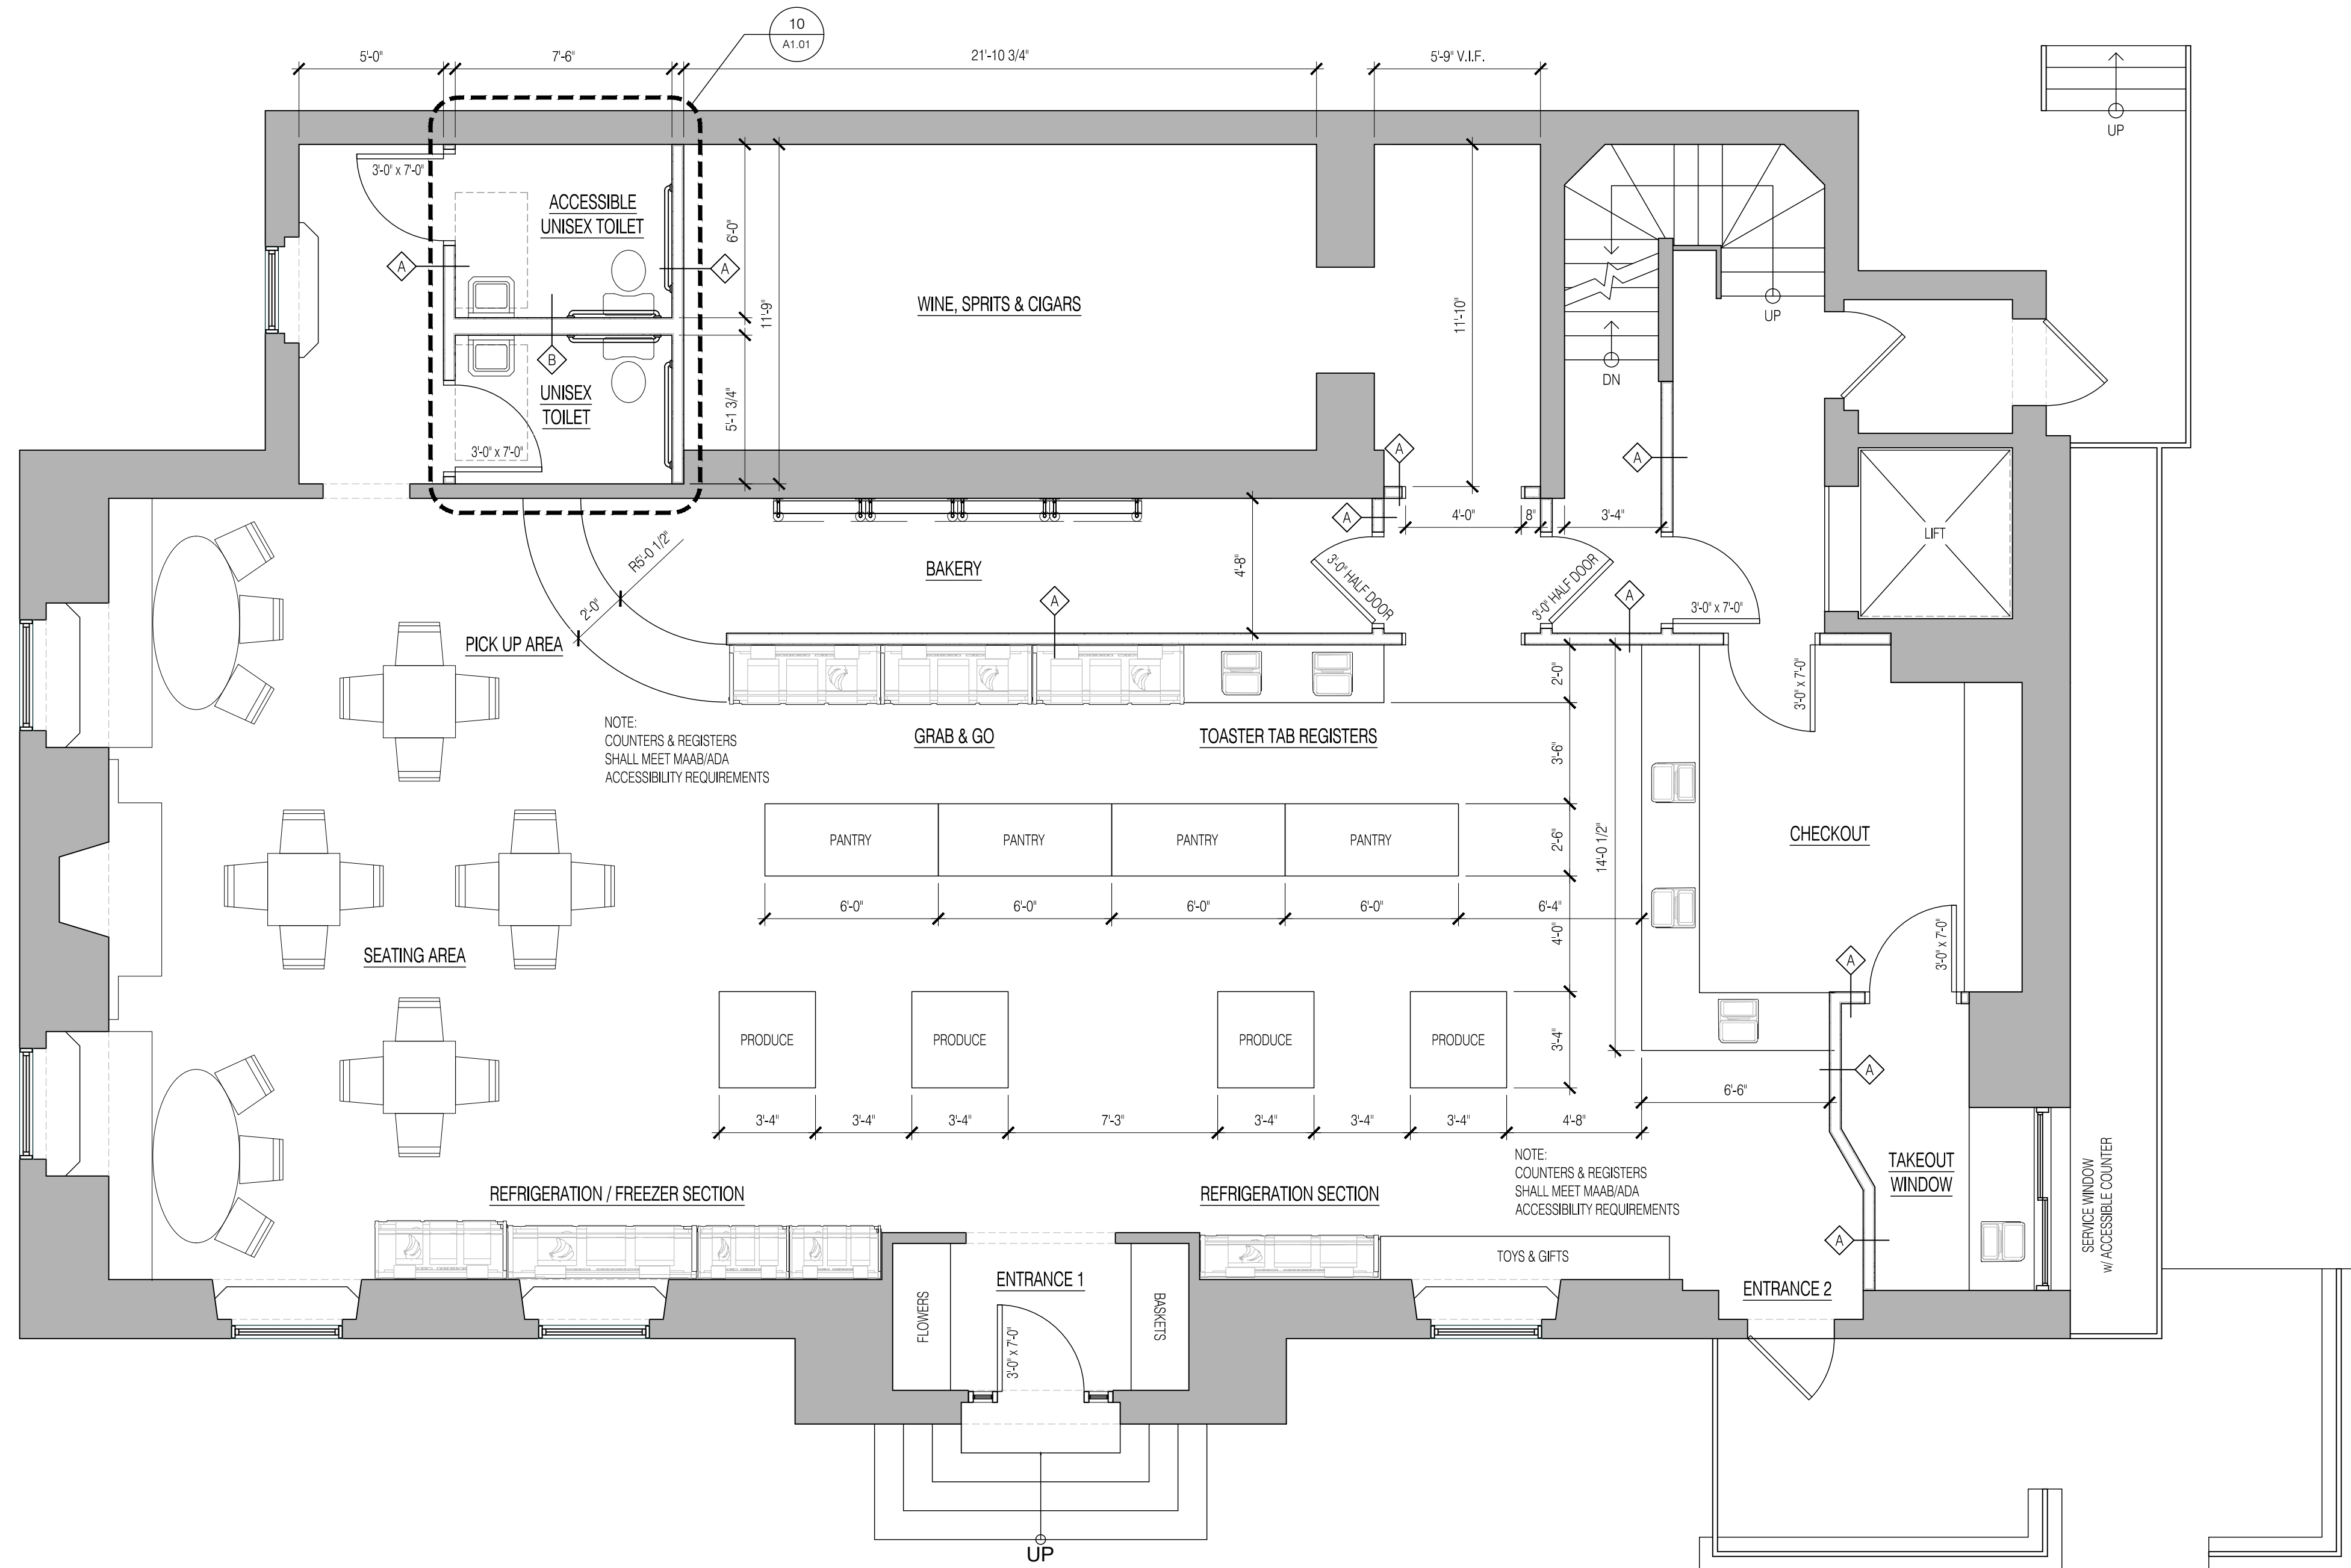 10
A1.01
5'-0"
7'-6"
21'-10 3/4"
5'-9" V.I.F.
UP
3'-0" x 7'-0"
ACCESSIBLE
UNISEX TOILET
6'-0"
A
A
11'-9"
WINE, SPRITS & CIGARS
11'-10"
UP
B
DN
UNISEX
TOILET
5'-1 3/4"
3'-0" x 7'-0"
A
A
A
4'-0"
8"
3'-4"
LIFT
R5'-0 1/2"
BAKERY
4'-8"
3'-0" HALF DOOR
3'-0" HALF DOOR
A
A
3'-0" x 7'-0"
2'-0"
PICK UP AREA
2'-0"
3'-0" x 7'-0"
NOTE:
COUNTERS & REGISTERS
SHALL MEET MAAB/ADA
ACCESSIBILITY REQUIREMENTS
GRAB & GO
TOASTER TAB REGISTERS
3'-6"
PANTRY
PANTRY
PANTRY
PANTRY
2'-6"
14'-0 1/2"
CHECKOUT
6'-0"
6'-0"
6'-0"
6'-0"
6'-4"
4'-0"
3'-0" x 7'-0"
SEATING AREA
A
PRODUCE
PRODUCE
PRODUCE
PRODUCE
3'-4"
A
6'-6"
3'-4"
3'-4"
3'-4"
7'-3"
3'-4"
3'-4"
3'-4"
4'-8"
NOTE:
COUNTERS & REGISTERS
SHALL MEET MAAB/ADA
ACCESSIBILITY REQUIREMENTS
TAKEOUT
WINDOW
SERVICE WINDOW
w/ ACCESSIBLE COUNTER
REFRIGERATION / FREEZER SECTION
REFRIGERATION SECTION
A
TOYS & GIFTS
ENTRANCE 1
ENTRANCE 2
FLOWERS
3'-0" x 7'-0"
BASKETS
UP